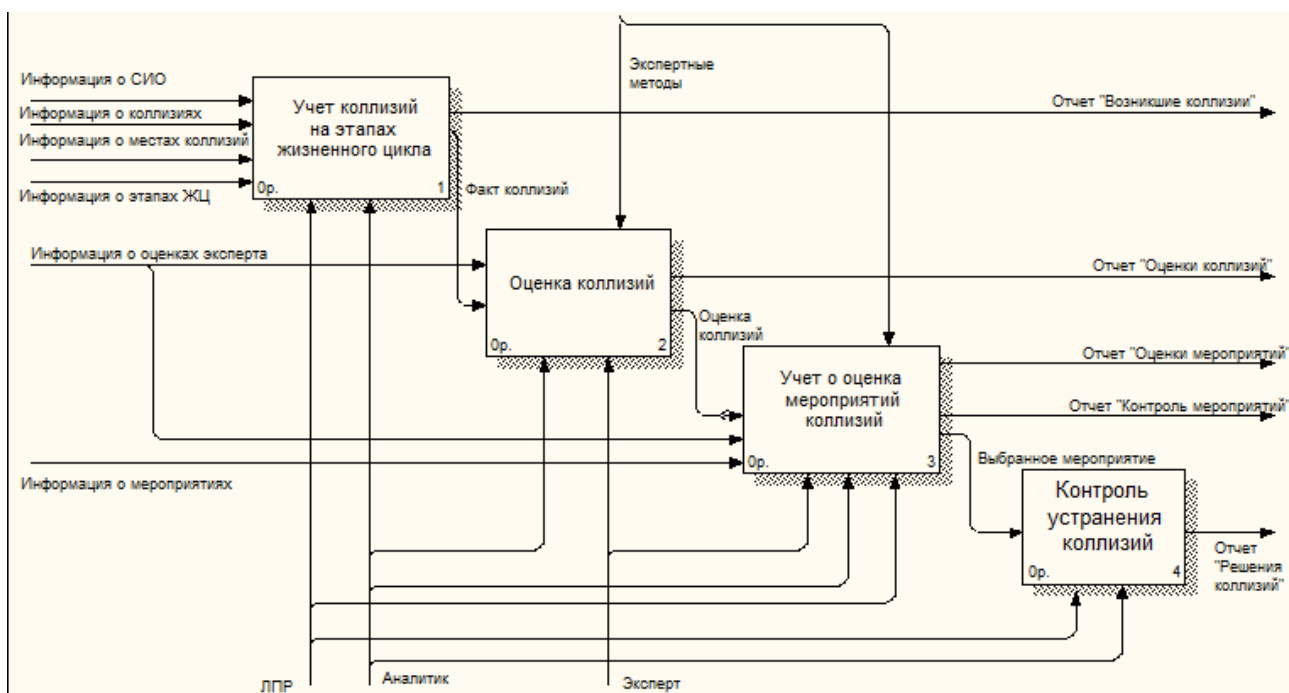 Информация о СИО
Информация о коллизиях
Информация о местах коллизий
Информация о этапах ЖЦ
Учет коллизий
на этапах
жизненного цикла
0р.
1
Экспертные
методы
Отчет "Возникшие коллизии"
Факт коллизий
Информация о оценках эксперта
Оценка коллизий
0р.
2
Отчет "Оценки коллизий"
Оценка
коллизий
Учет о оценка
мероприятий
коллизий
0р.
3
Отчет "Оценки мероприятий"
Отчет "Контроль мероприятий"
Информация о мероприятиях
Выбранное мероприятие
Контроль
устранения
коллизий
0р.
4
Отчет
"Решения
коллизий"
ЛПР
Аналитик
Эксперт